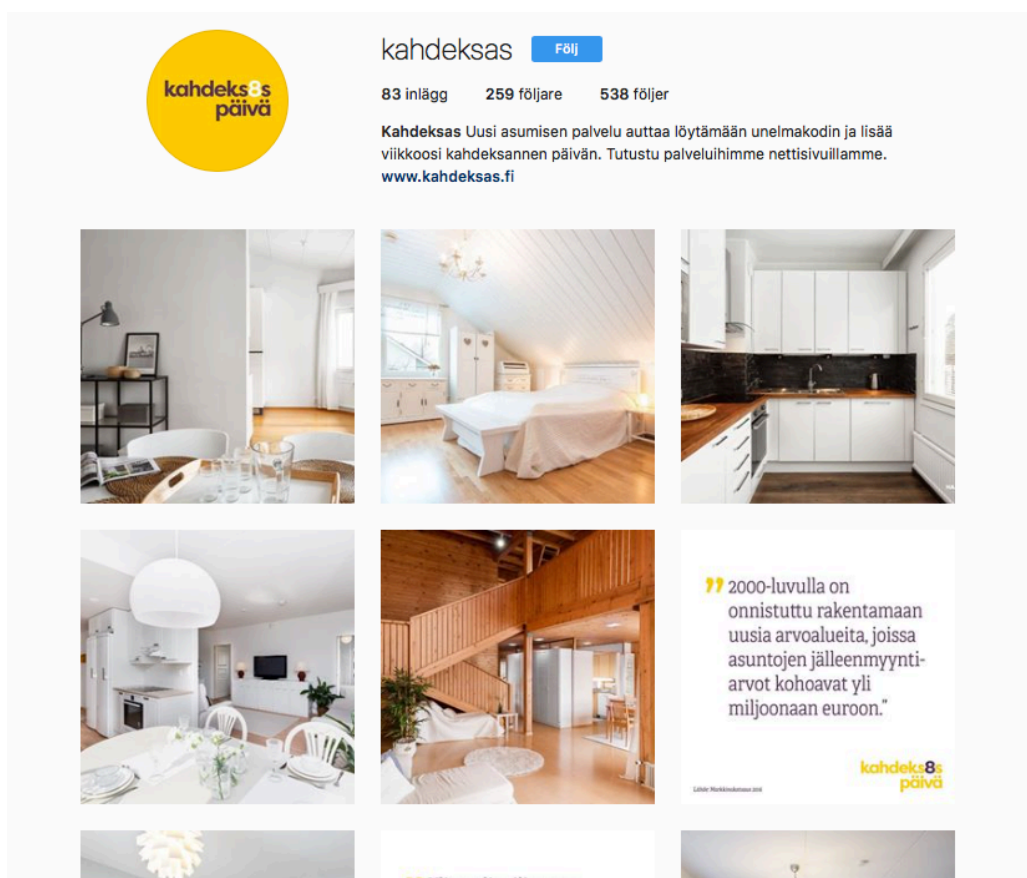 kahdeks8s
päivä
kahdeksas Följ
83 inlägg 259 följare 538 följer
Kahdeksas Uusi asumisen palvelu auttaa löytämään unelmakodin ja lisää
viikkoosi kahdeksannen päivän. Tutustu palveluihimme nettisivuillamme.
www.kahdeksas.fi
” 2000-luvulla on
onnistuttu rakentamaan
uusia arvoalueita, joissa
asuntojen jälleenmyynti-
arvot kohoavat yli
miljoonaan euroon.”
kahdeks8s
päivä